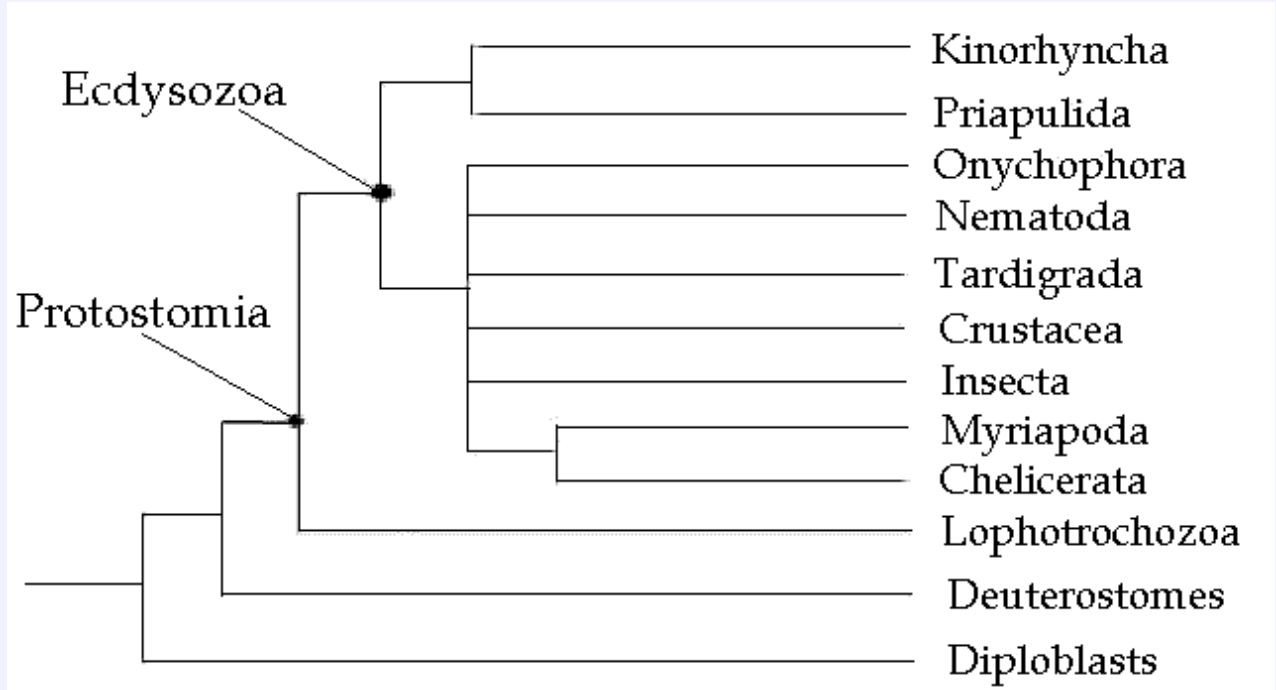 Kinorhyncha
Ecdysozoa
Priapulida
Onychophora
Nematoda
Tardigrada
Protostomia
Crustacea
Insecta
Myriapoda
Chelicerata
Lophotrochozoa
Deuterostomes
Diploblasts